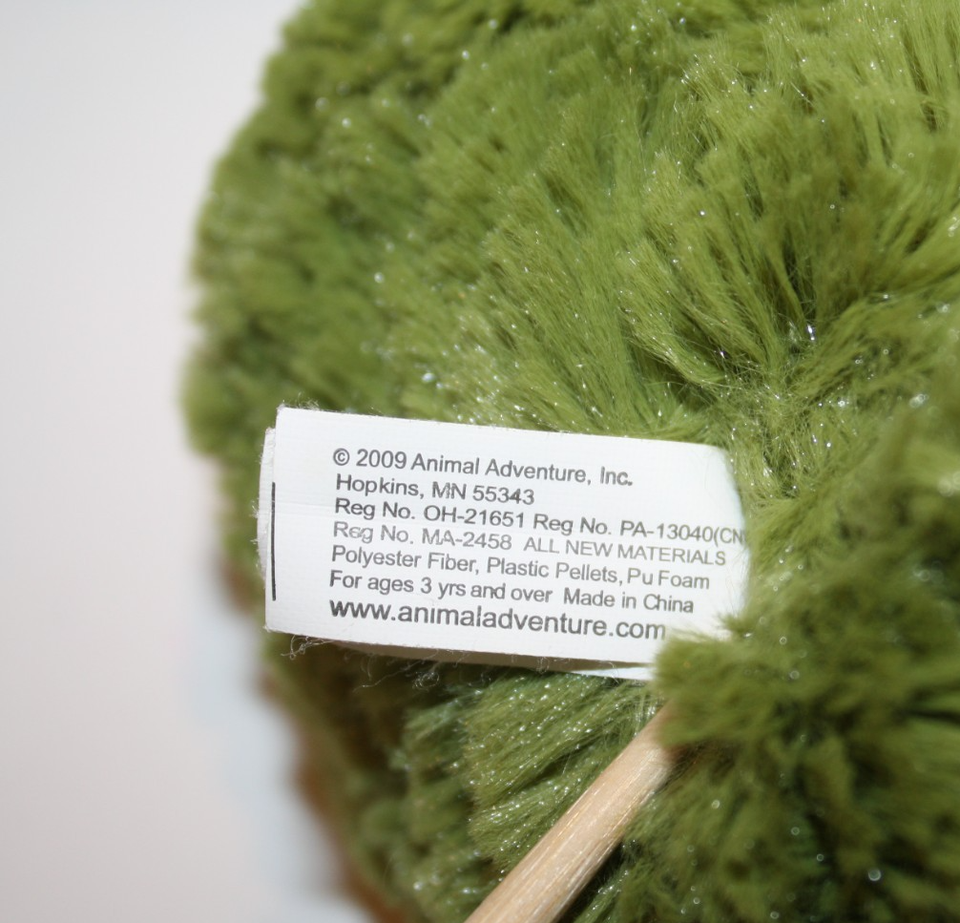 © 2009 Animal Adventure, Inc.
Hopkins, MN 55343
Reg No. OH-21651 Reg No. PA-13040(CN
Reg No. MA-2458 ALL NEW MATERIALS
Polyester Fiber, Plastic Pellets, Pu Foam
For ages 3 yrs and over Made in China
www.animaladventure.com